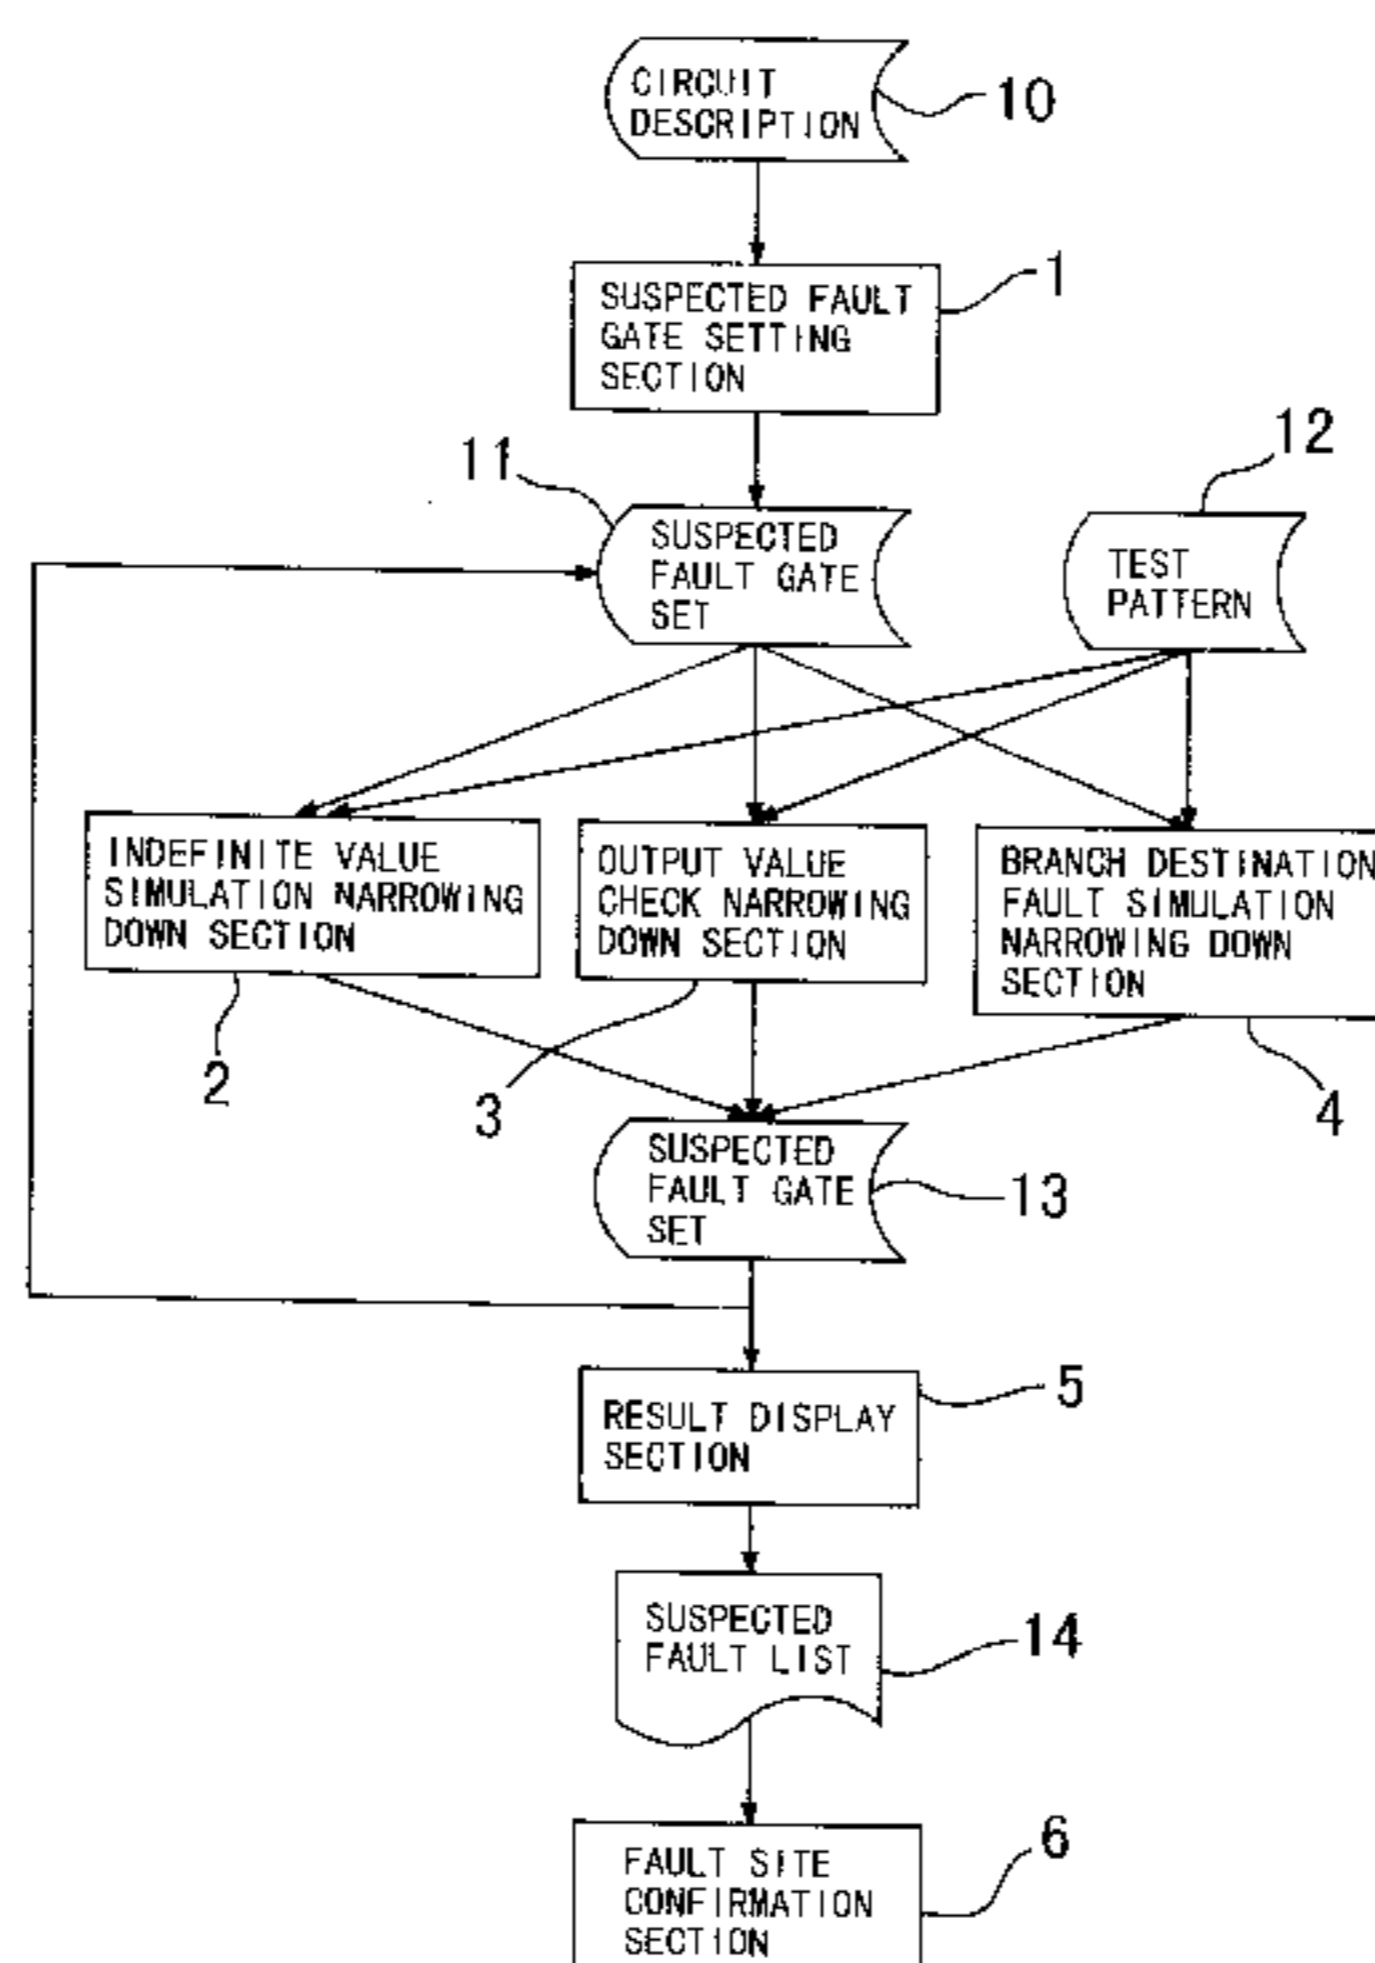 CIRCUIT
DESCRIPTION
10
SUSPECTED FAULT
GATE SETTING
SECTION
1
11
SUSPECTED
FAULT GATE
SET
12
TEST
PATTERN
INDEFINITE VALUE
SIMULATION NARROWING
DOWN SECTION
2
OUTPUT VALUE
CHECK NARROWING
DOWN SECTION
3
BRANCH DESTINATION
FAULT SIMULATION
NARROWING DOWN
SECTION
4
SUSPECTED
FAULT GATE
SET
13
RESULT DISPLAY
SECTION
5
SUSPECTED
FAULT LIST
14
FAULT SITE
CONFIRMATION
SECTION
6